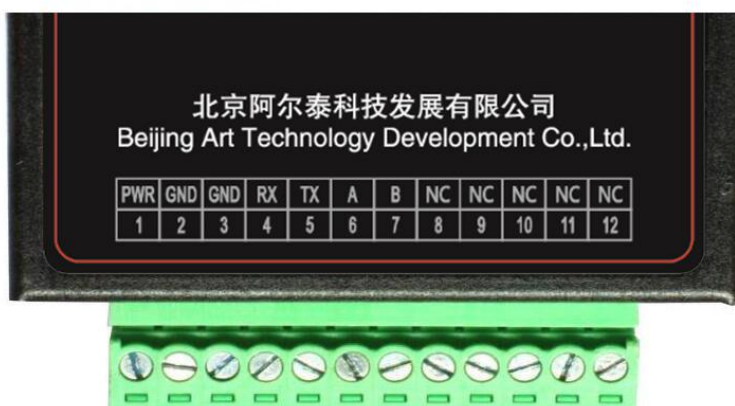 北京阿尔泰科技发展有限公司
Beijing Art Technology Development Co.,Ltd.
PWR GND GND RX TX A B NC NC NC NC NC
1 2 3 4 5 6 7 8 9 10 11 12